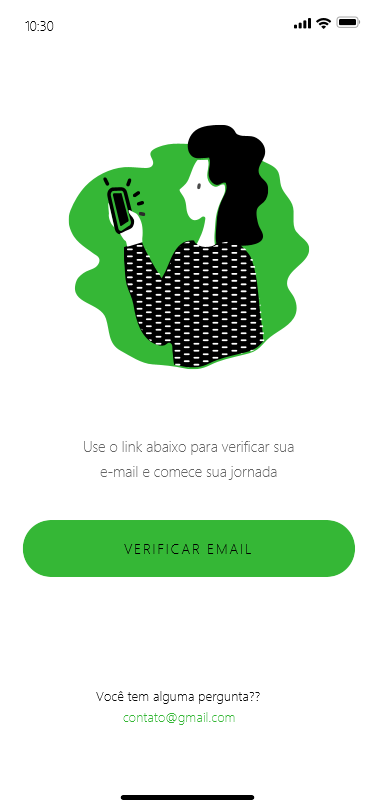 10:30
Use o link abaixo para verificar sua
e-mail e comece sua jornada
VERIFICAR EMAIL
Você tem alguma pergunta??
contato@gmail.com